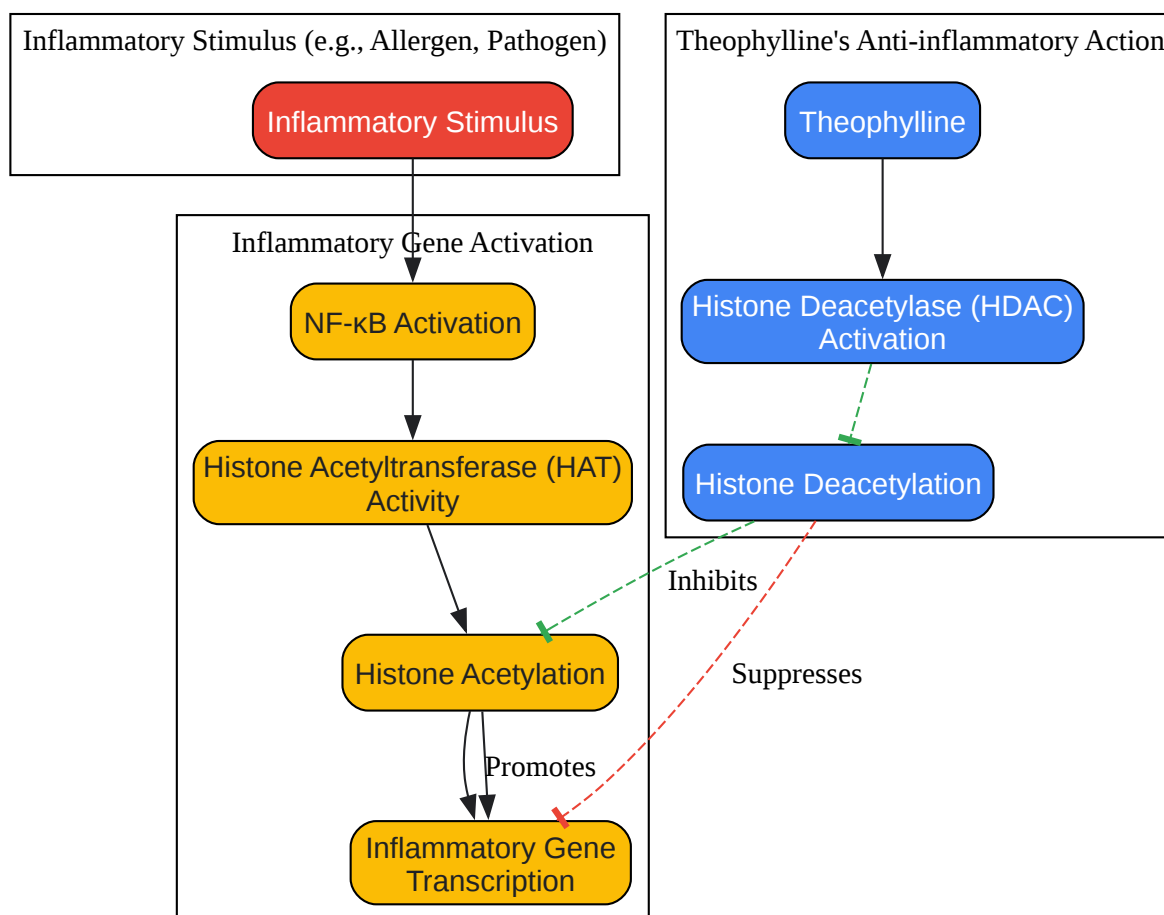 Inflammatory Stimulus (e.g., Allergen, Pathogen)
Inflammatory Stimulus
Inflammatory Gene Activation
NF-κB Activation
Histone Acetyltransferase (HAT)
Activity
Histone Acetylation
Promotes
Inflammatory Gene
Transcription
Theophylline's Anti-inflammatory Action
Theophylline
Histone Deacetylase (HDAC)
Activation
Histone Deacetylation
Inhibits
Suppresses